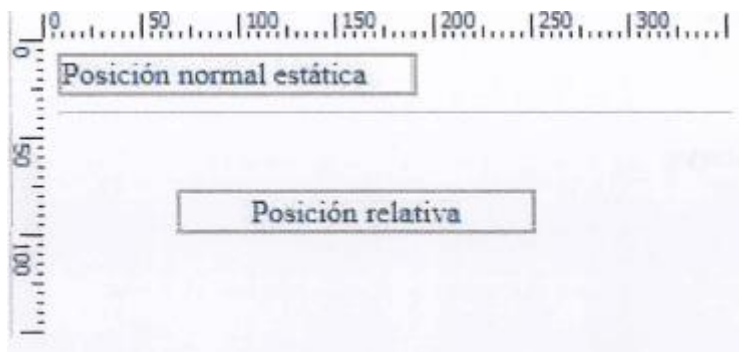 0 50 100 150 200 250 300
0
Posición normal estática
50
Posición relativa
100